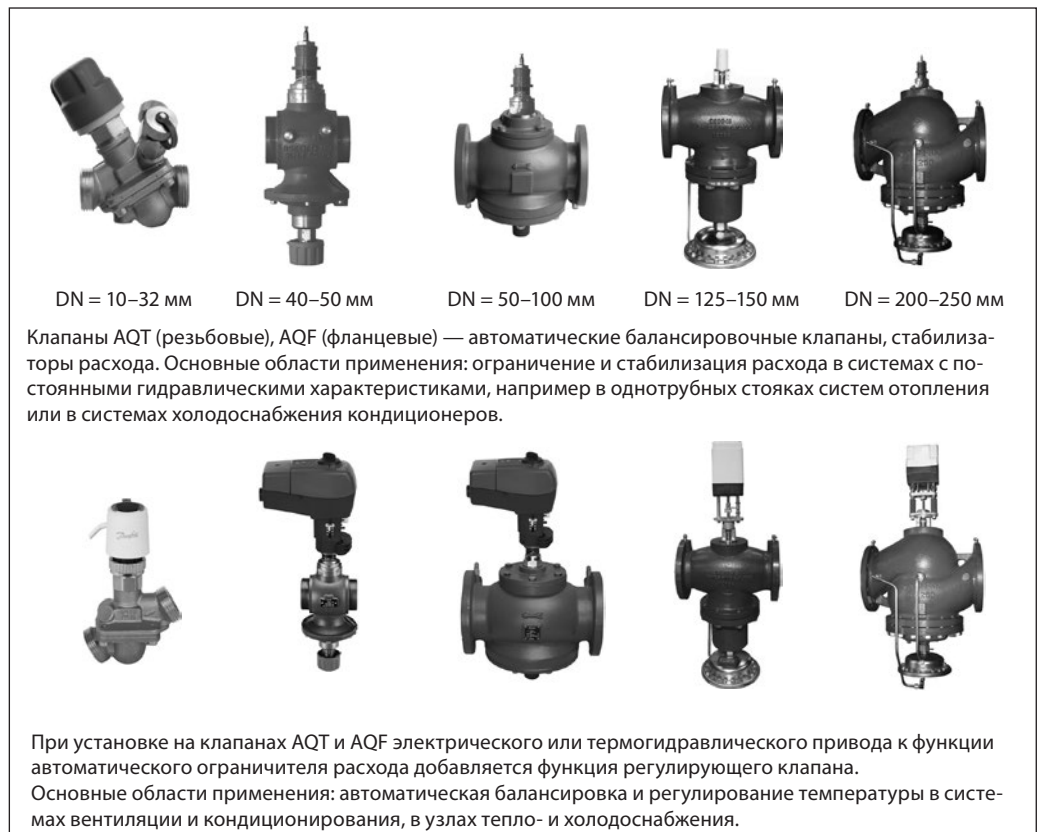 DN = 10–32 мм
DN = 40–50 мм
DN = 50–100 мм
DN = 125–150 мм
DN = 200–250 мм
Клапаны AQT (резьбовые), AQF (фланцевые) — автоматические балансировочные клапаны, стабилиза-
торы расхода. Основные области применения: ограничение и стабилизация расхода в системах с по-
стоянными гидравлическими характеристиками, например в однотрубных стояках систем отопления
или в системах холодоснабжения кондиционеров.
Danfoss
При установке на клапанах AQT и AQF электрического или термогидравлического привода к функции
автоматического ограничителя расхода добавляется функция регулирующего клапана.
Основные области применения: автоматическая балансировка и регулирование температуры в систе-
мах вентиляции и кондиционирования, в узлах тепло- и холодоснабжения.